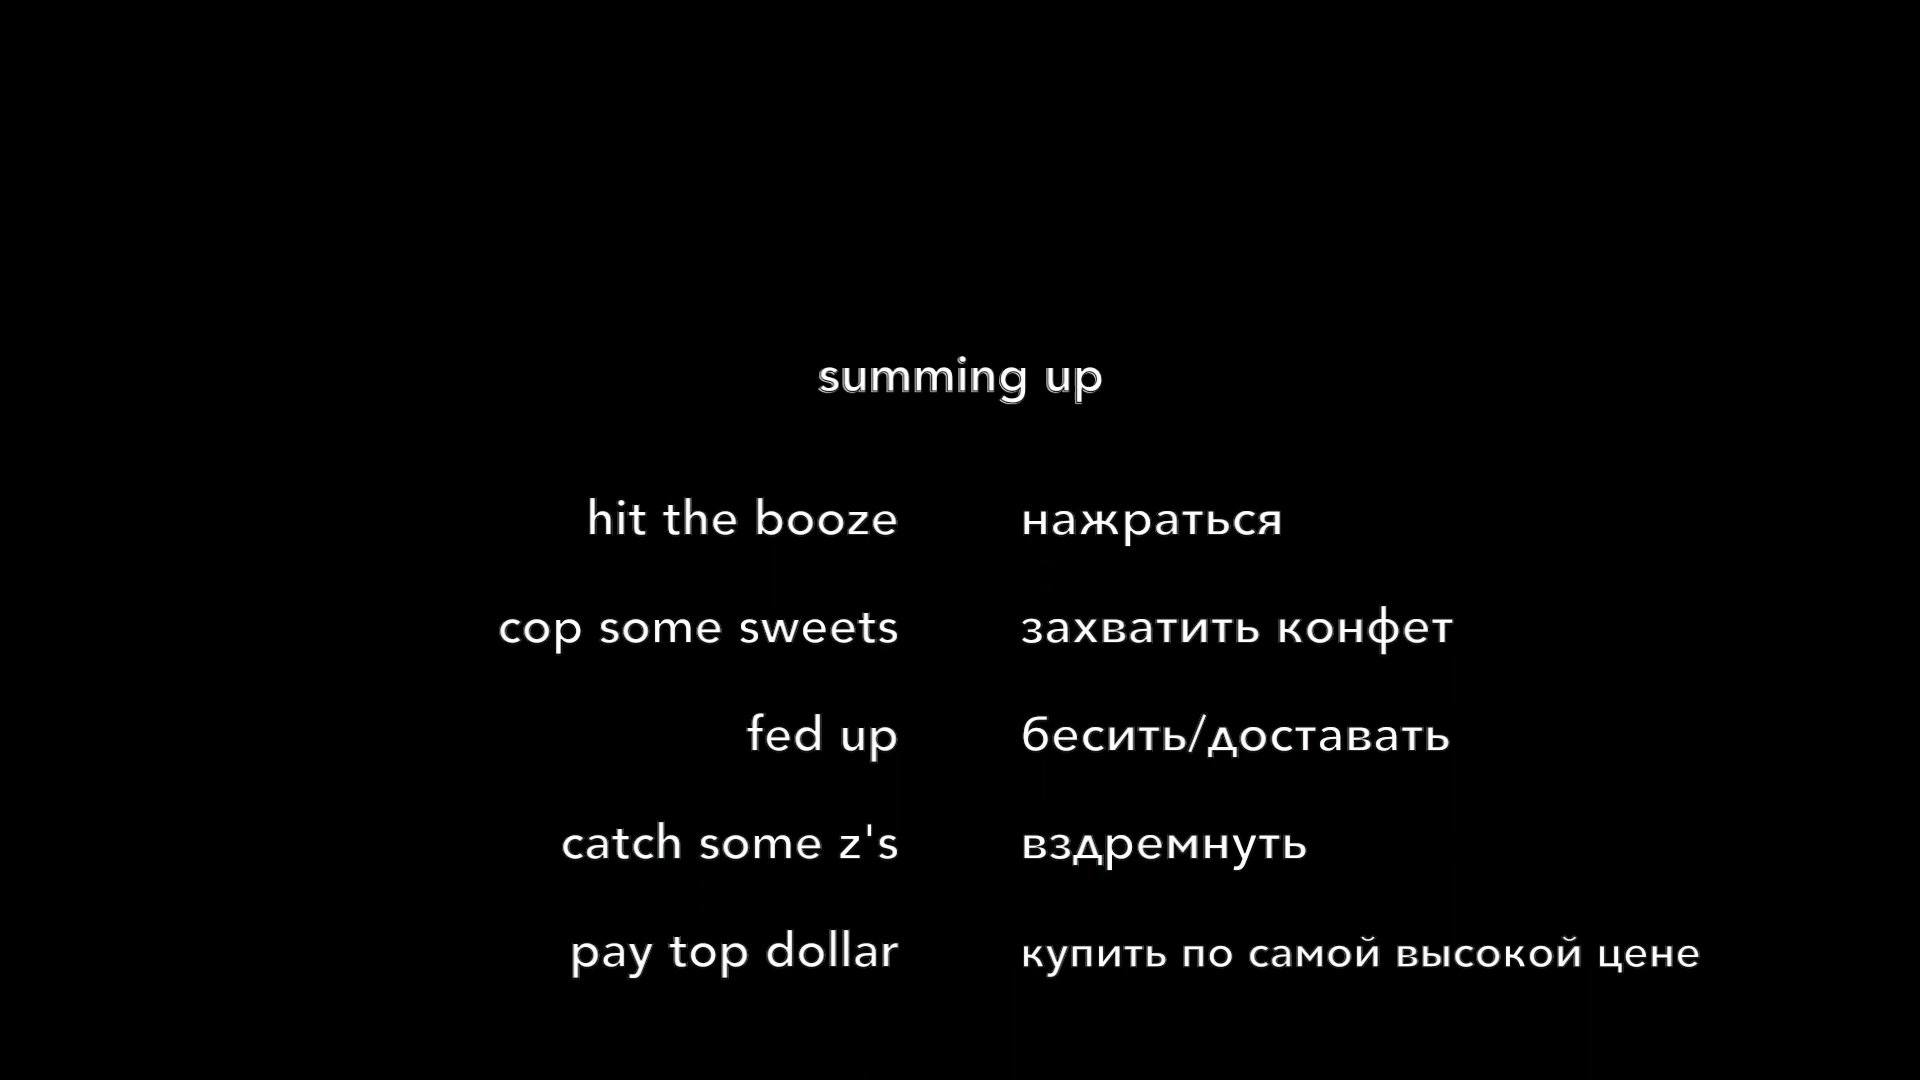 summing up
hit the booze нажраться
cop some sweets захватить конфет
fed up бесить/доставать
catch some z's вздремнуть
pay top dollar купить по самой высокой цене